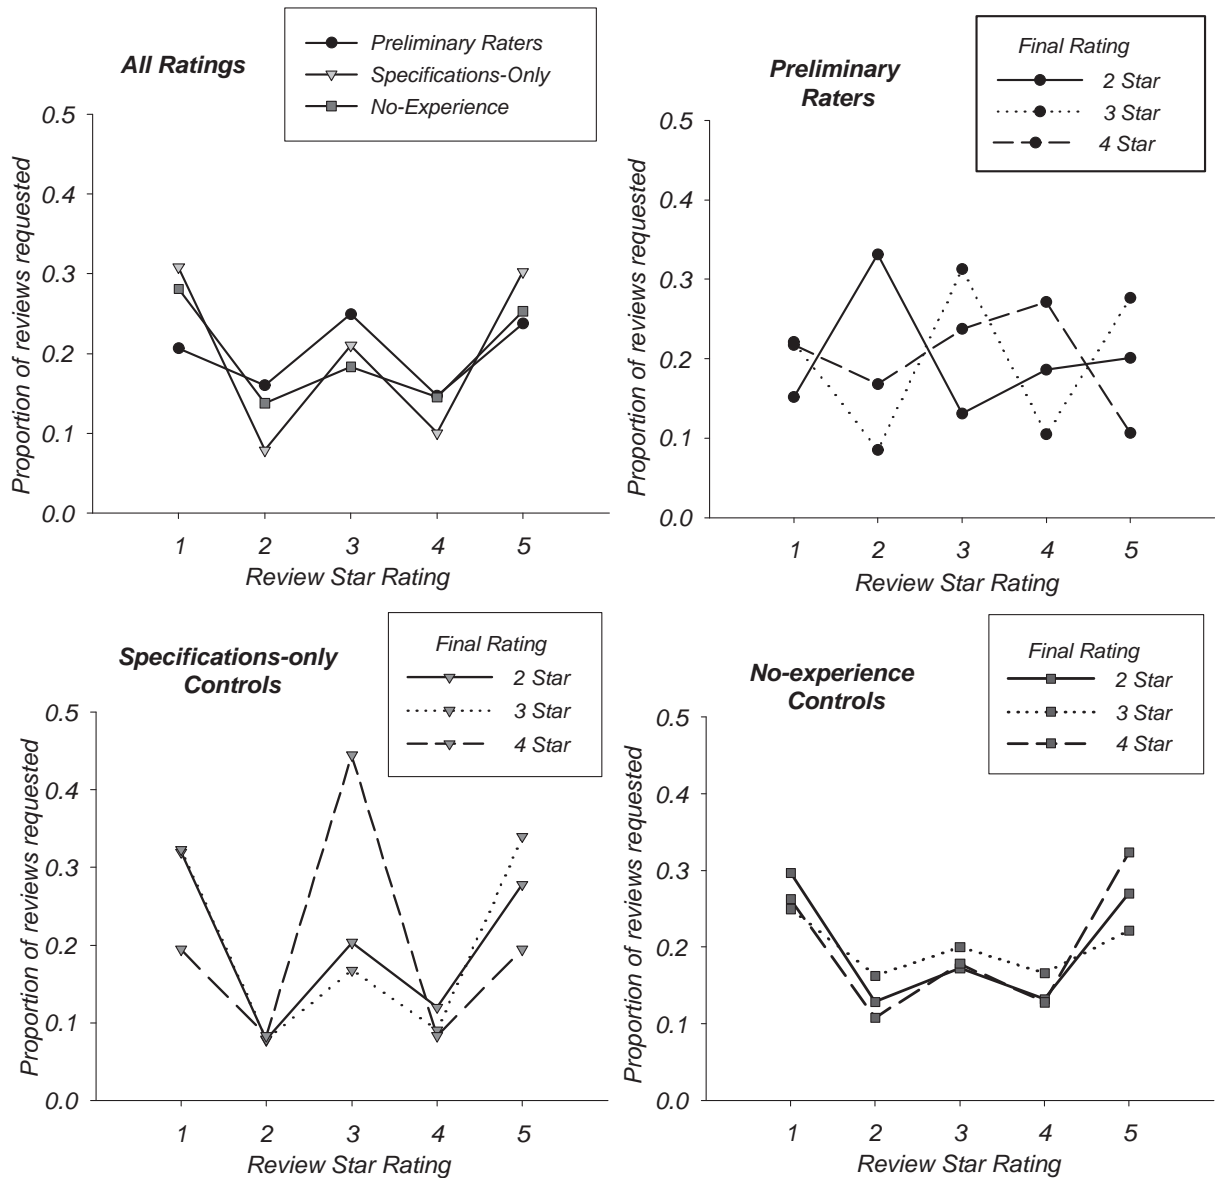 All Ratings
Preliminary Raters
Specifications-Only
No-Experience
Proportion of reviews requested
0.5
0.4
0.3
0.2
0.1
0.0
1 2 3 4 5
Review Star Rating
Preliminary
Raters
Final Rating
2 Star
3 Star
4 Star
Proportion of reviews requested
0.5
0.4
0.3
0.2
0.1
0.0
1 2 3 4 5
Review Star Rating
Specifications-only
Controls
Final Rating
2 Star
3 Star
4 Star
Proportion of reviews requested
0.5
0.4
0.3
0.2
0.1
0.0
1 2 3 4 5
Review Star Rating
No-experience
Controls
Final Rating
2 Star
3 Star
4 Star
Proportion of reviews requested
0.5
0.4
0.3
0.2
0.1
0.0
1 2 3 4 5
Review Star Rating